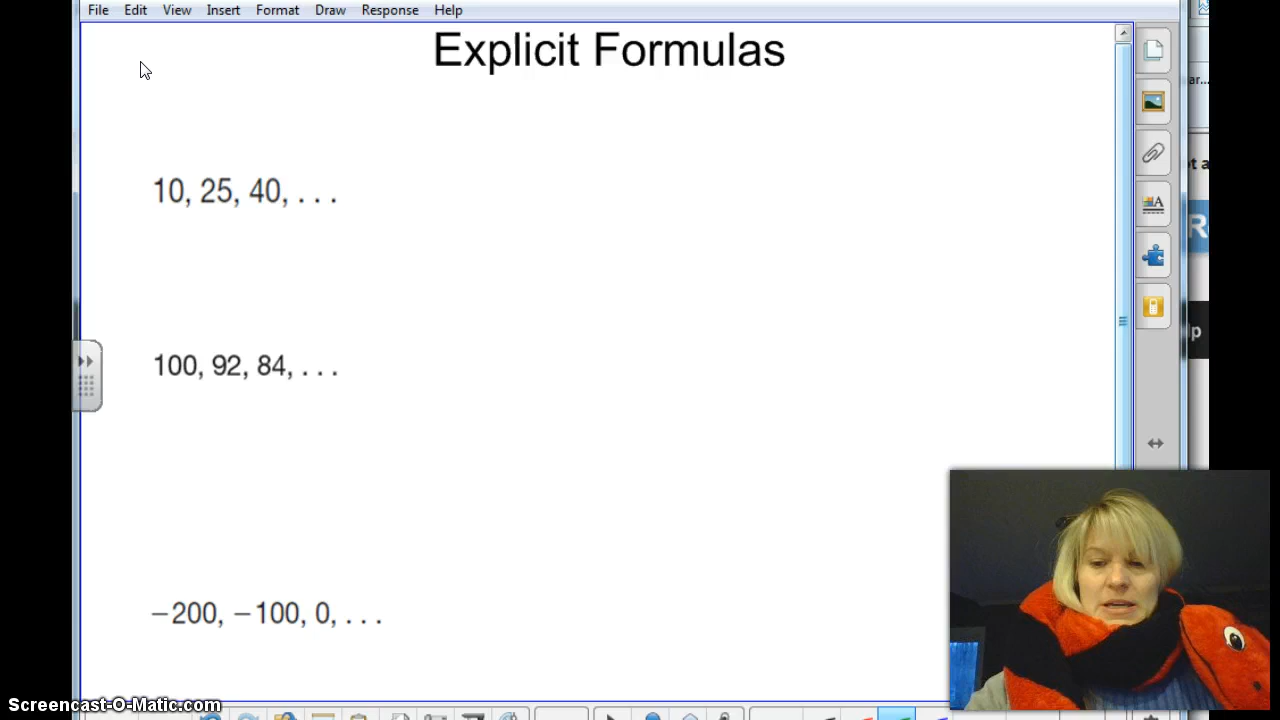 File Edit View Insert Format Draw Response Help
Explicit Formulas
ar...
10, 25, 40, . . .
R
100, 92, 84, . . .
−200, −100, 0, . . .
Screencast-O-Matic.com